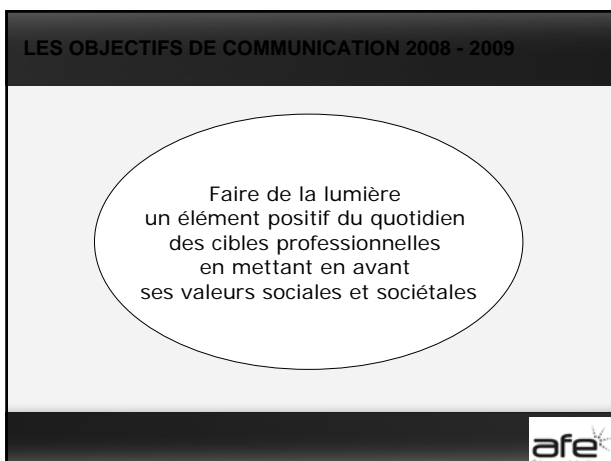 LES OBJECTIFS DE COMMUNICATION 2008 - 2009
Faire de la lumière
un élément positif du quotidien
des cibles professionnelles
en mettant en avant
ses valeurs sociales et sociétales
afe